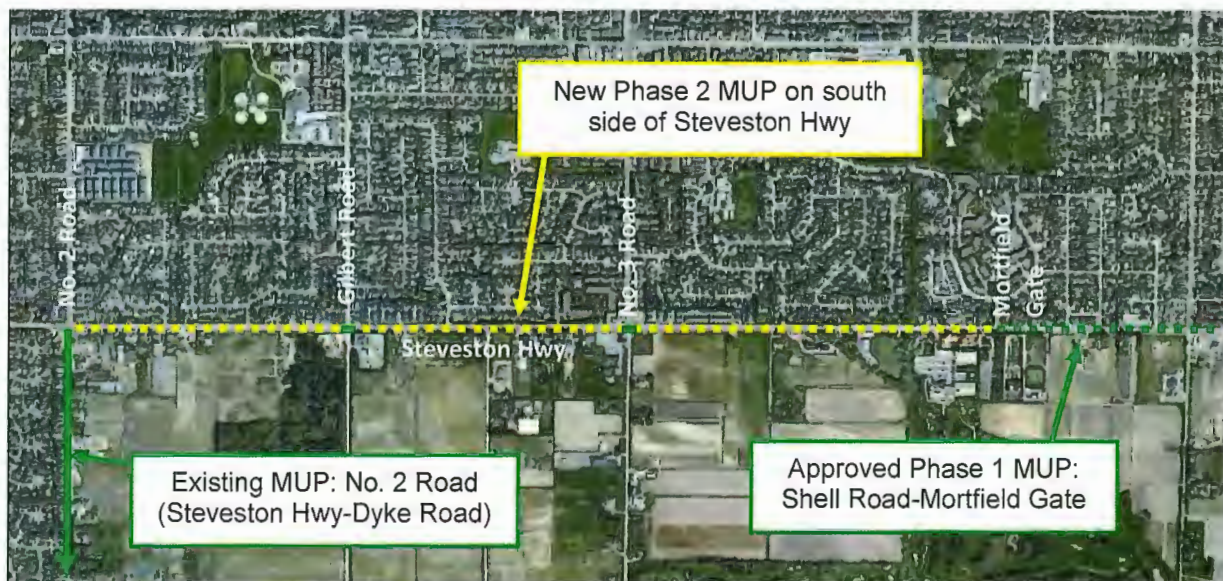 New Phase 2 MUP on south
side of Steveston Hwy
No. 2 Road
Gilbert Road
No. 3 Road
Mortfield
Gate
Steveston Hwy
Existing MUP: No. 2 Road
(Steveston Hwy-Dyke Road)
Approved Phase 1 MUP:
Shell Road-Mortfield Gate